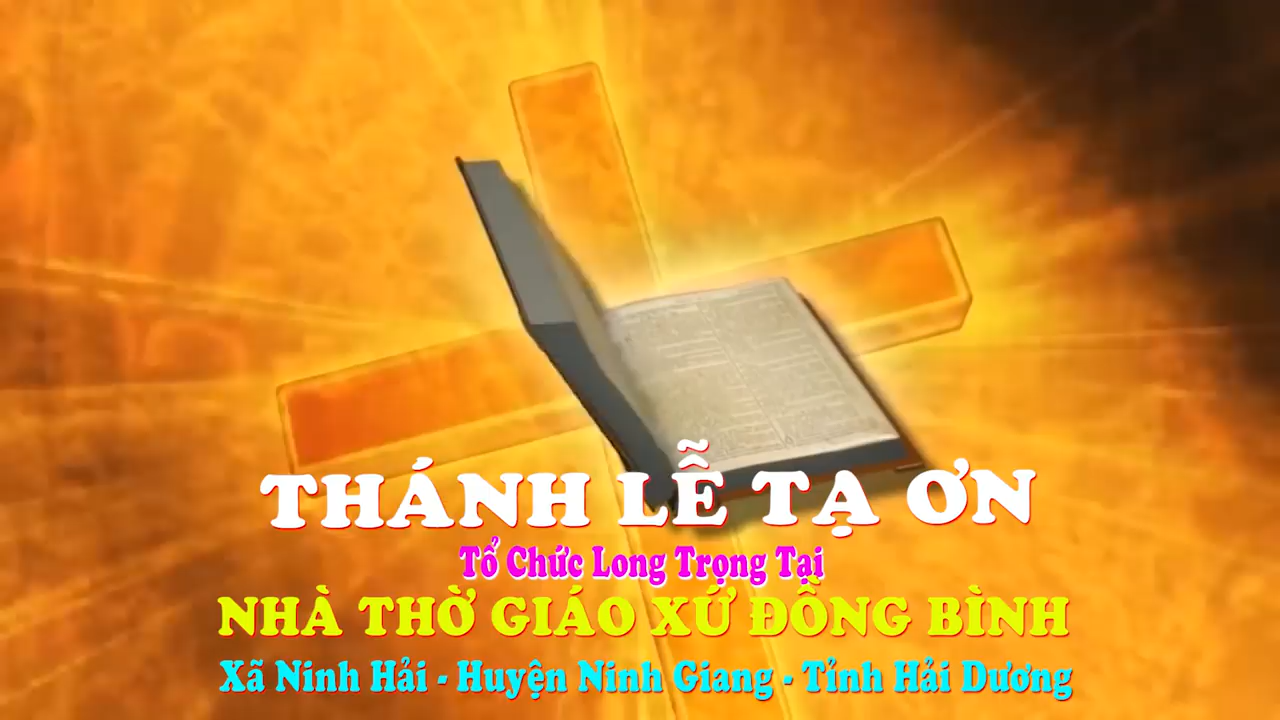 THÁNH LỄ TẠ ƠN
Tổ Chức Long Trọng Tại
NHÀ THỜ GIÁO XỨ ĐỒNG BÌNH
Xã Ninh Hải - Huyện Ninh Giang - Tỉnh Hải Dương